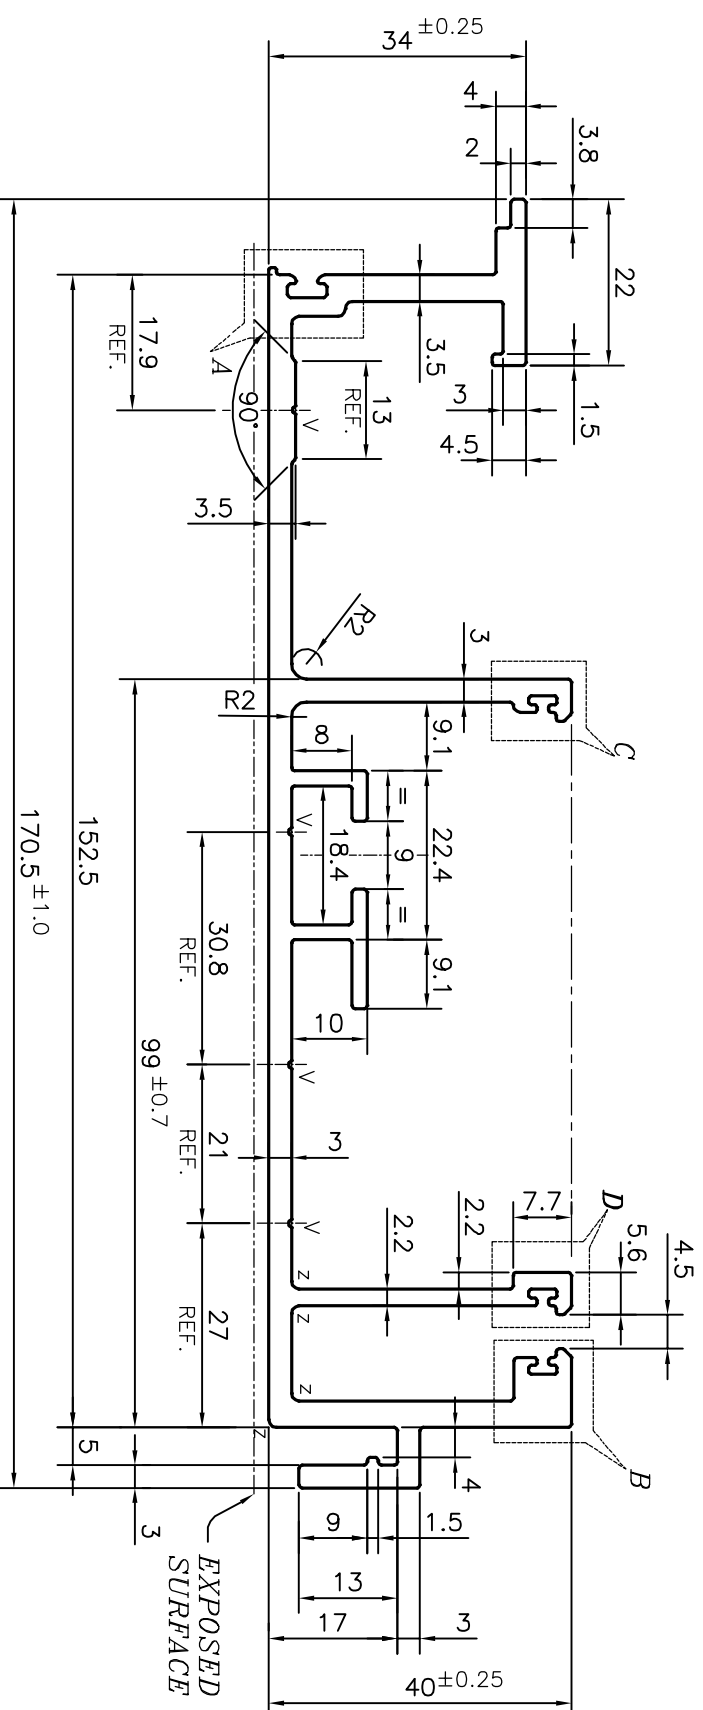 34 ±0.25
4
2
3.8
22
1.5
3
4.5
3.5
A
17.9
REF.
90°
V
13
REF.
3.5
R2
R2
3
C
9.1
8
=
22.4
9
18.4
=
9.1
10
V
30.8
REF.
V
21
REF.
3
V
27
REF.
2.2
2.2
7.7
D
5.6
4.5
B
z
z
z
z
152.5
170.5 ±1.0
99 ±0.7
5
3
4
9
1.5
13
17
3
40 ±0.25
EXPOSED
SURFACE